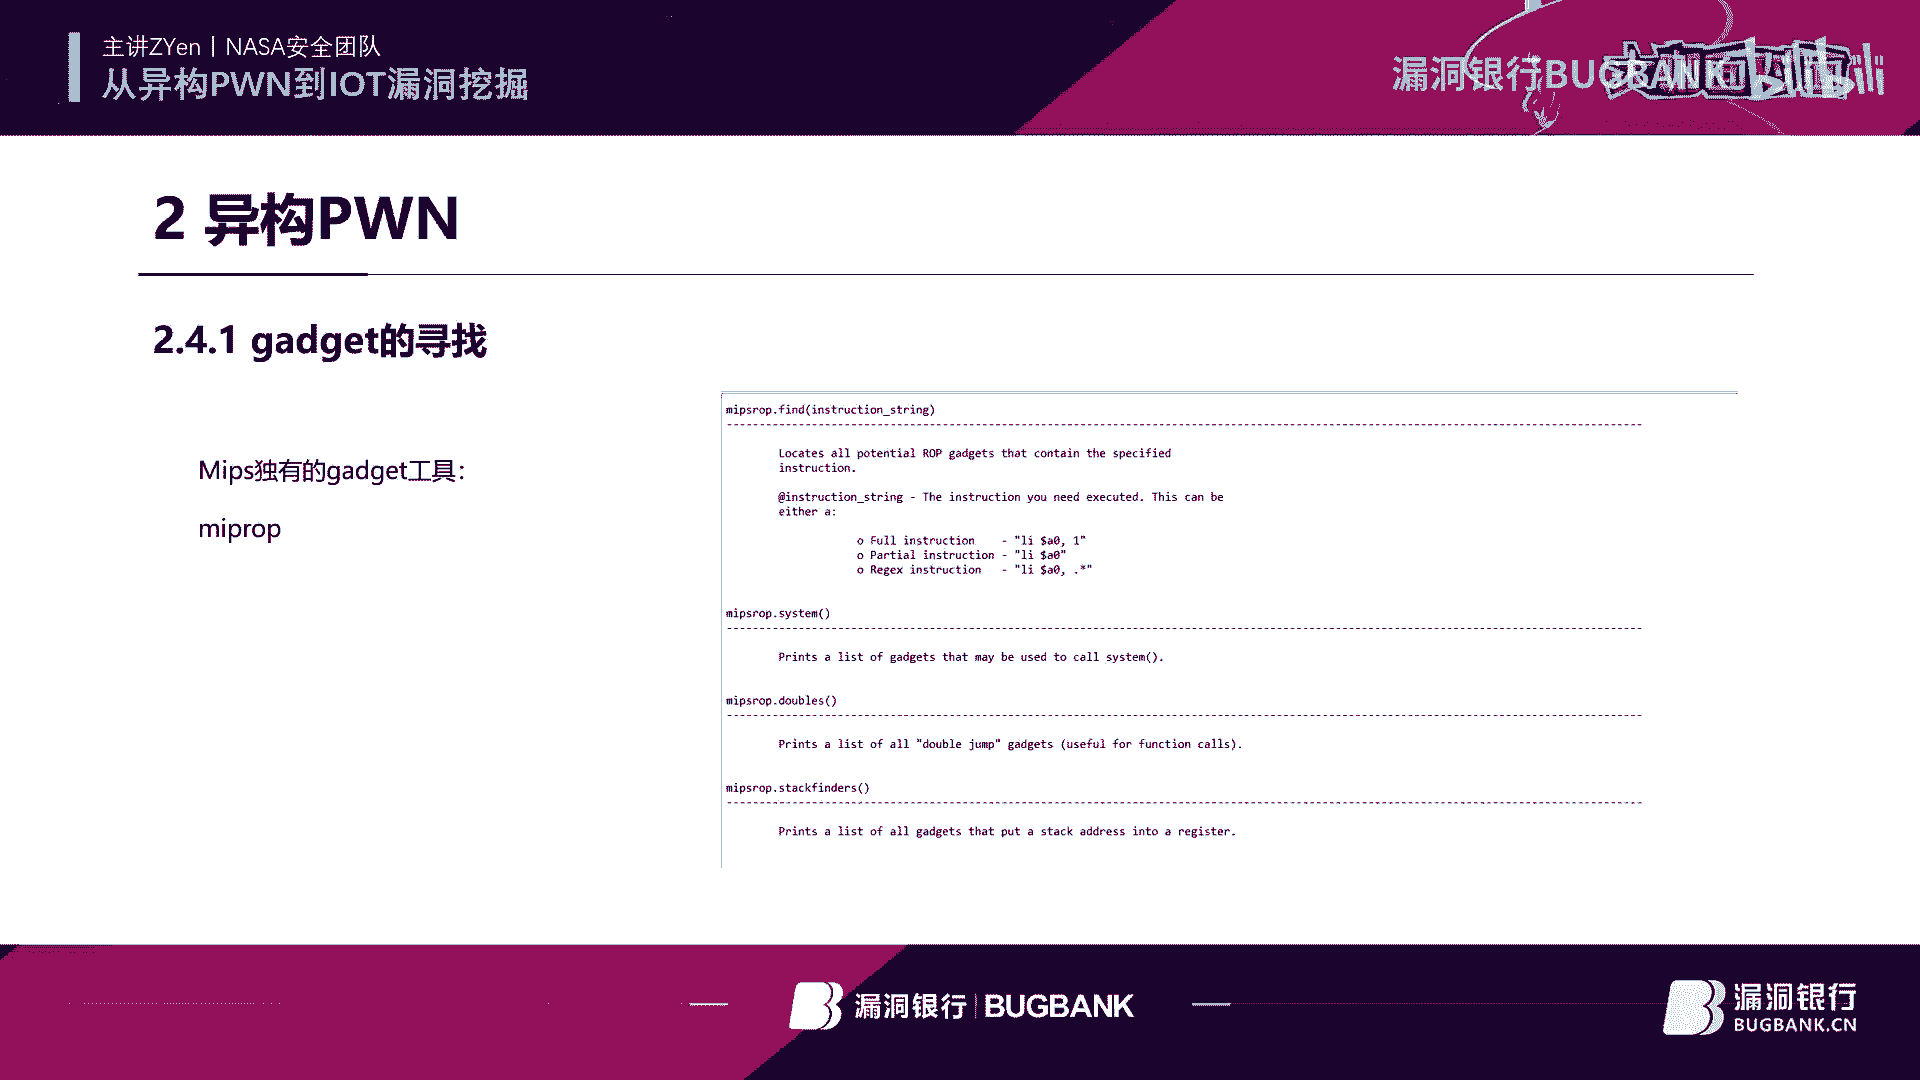 主讲ZYen | NASA安全团队
从异构PWN到IOT漏洞挖掘
漏洞银行BUGBANK
2 异构PWN
2.4.1 gadget的寻找
Mips独有的gadget工具：
miprop
mipsrop.find(instruction_string)
Locates all potential ROP gadgets that contain the specified
instruction.
@instruction_string - The instruction you need executed. This can be
either a:
o Full instruction - "li $a0, 1"
o Partial instruction - "li $a0"
o Regex instruction - "li $a0, .*"
mipsrop.system()
Prints a list of gadgets that may be used to call system().
mipsrop.doubles()
Prints a list of all "double jump" gadgets (useful for function calls).
mipsrop.stackfinders()
Prints a list of all gadgets that put a stack address into a register.
漏洞银行 | BUGBANK
漏洞银行
BUGBANK.CN